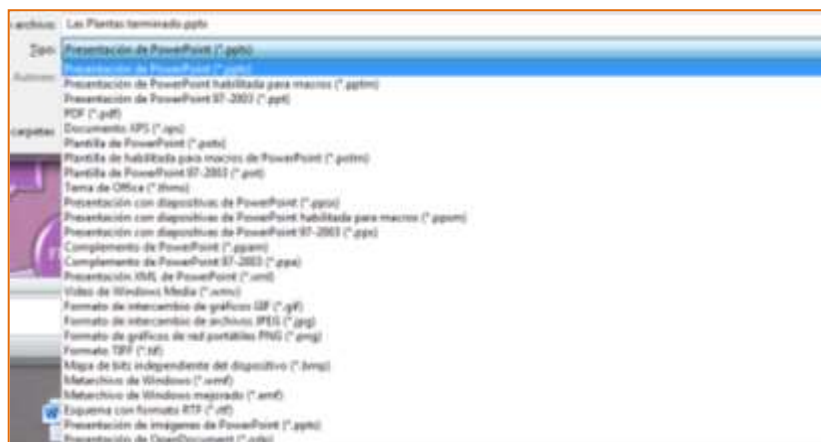 archivo: Las Plantas terminado.pptx
Tipo: Presentación de PowerPoint (*.pptx)
Autores:
carpetas
Presentación de PowerPoint (*.pptx)
Presentación de PowerPoint habilitada para macros (*.pptm)
Presentación de PowerPoint 97-2003 (*.ppt)
PDF (*.pdf)
Documento XPS (*.xps)
Plantilla de PowerPoint (*.potx)
Plantilla de habilitada para macros de PowerPoint (*.potm)
Plantilla de PowerPoint 97-2003 (*.pot)
Tema de Office (*.thmx)
Presentación con diapositivas de PowerPoint (*.ppsx)
Presentación con diapositivas de PowerPoint habilitada para macros (*.ppsm)
Presentación con diapositivas de PowerPoint 97-2003 (*.pps)
Complemento de PowerPoint (*.ppam)
Complemento de PowerPoint 97-2003 (*.ppa)
Presentación XML de PowerPoint (*.xml)
Video de Windows Media (*.wmv)
Formato de intercambio de gráficos GIF (*.gif)
Formato de intercambio de archivos JPEG (*.jpg)
Formato de gráficos de red portátiles PNG (*.png)
Formato TIFF (*.tif)
Mapa de bits independiente del dispositivo (*.bmp)
Metarchivo de Windows (*.wmf)
Metarchivo de Windows mejorado (*.emf)
Esquema con formato RTF (*.rtf)
Presentación de imágenes de PowerPoint (*.pptx)
Presentación de OpenDocument (*.odp)